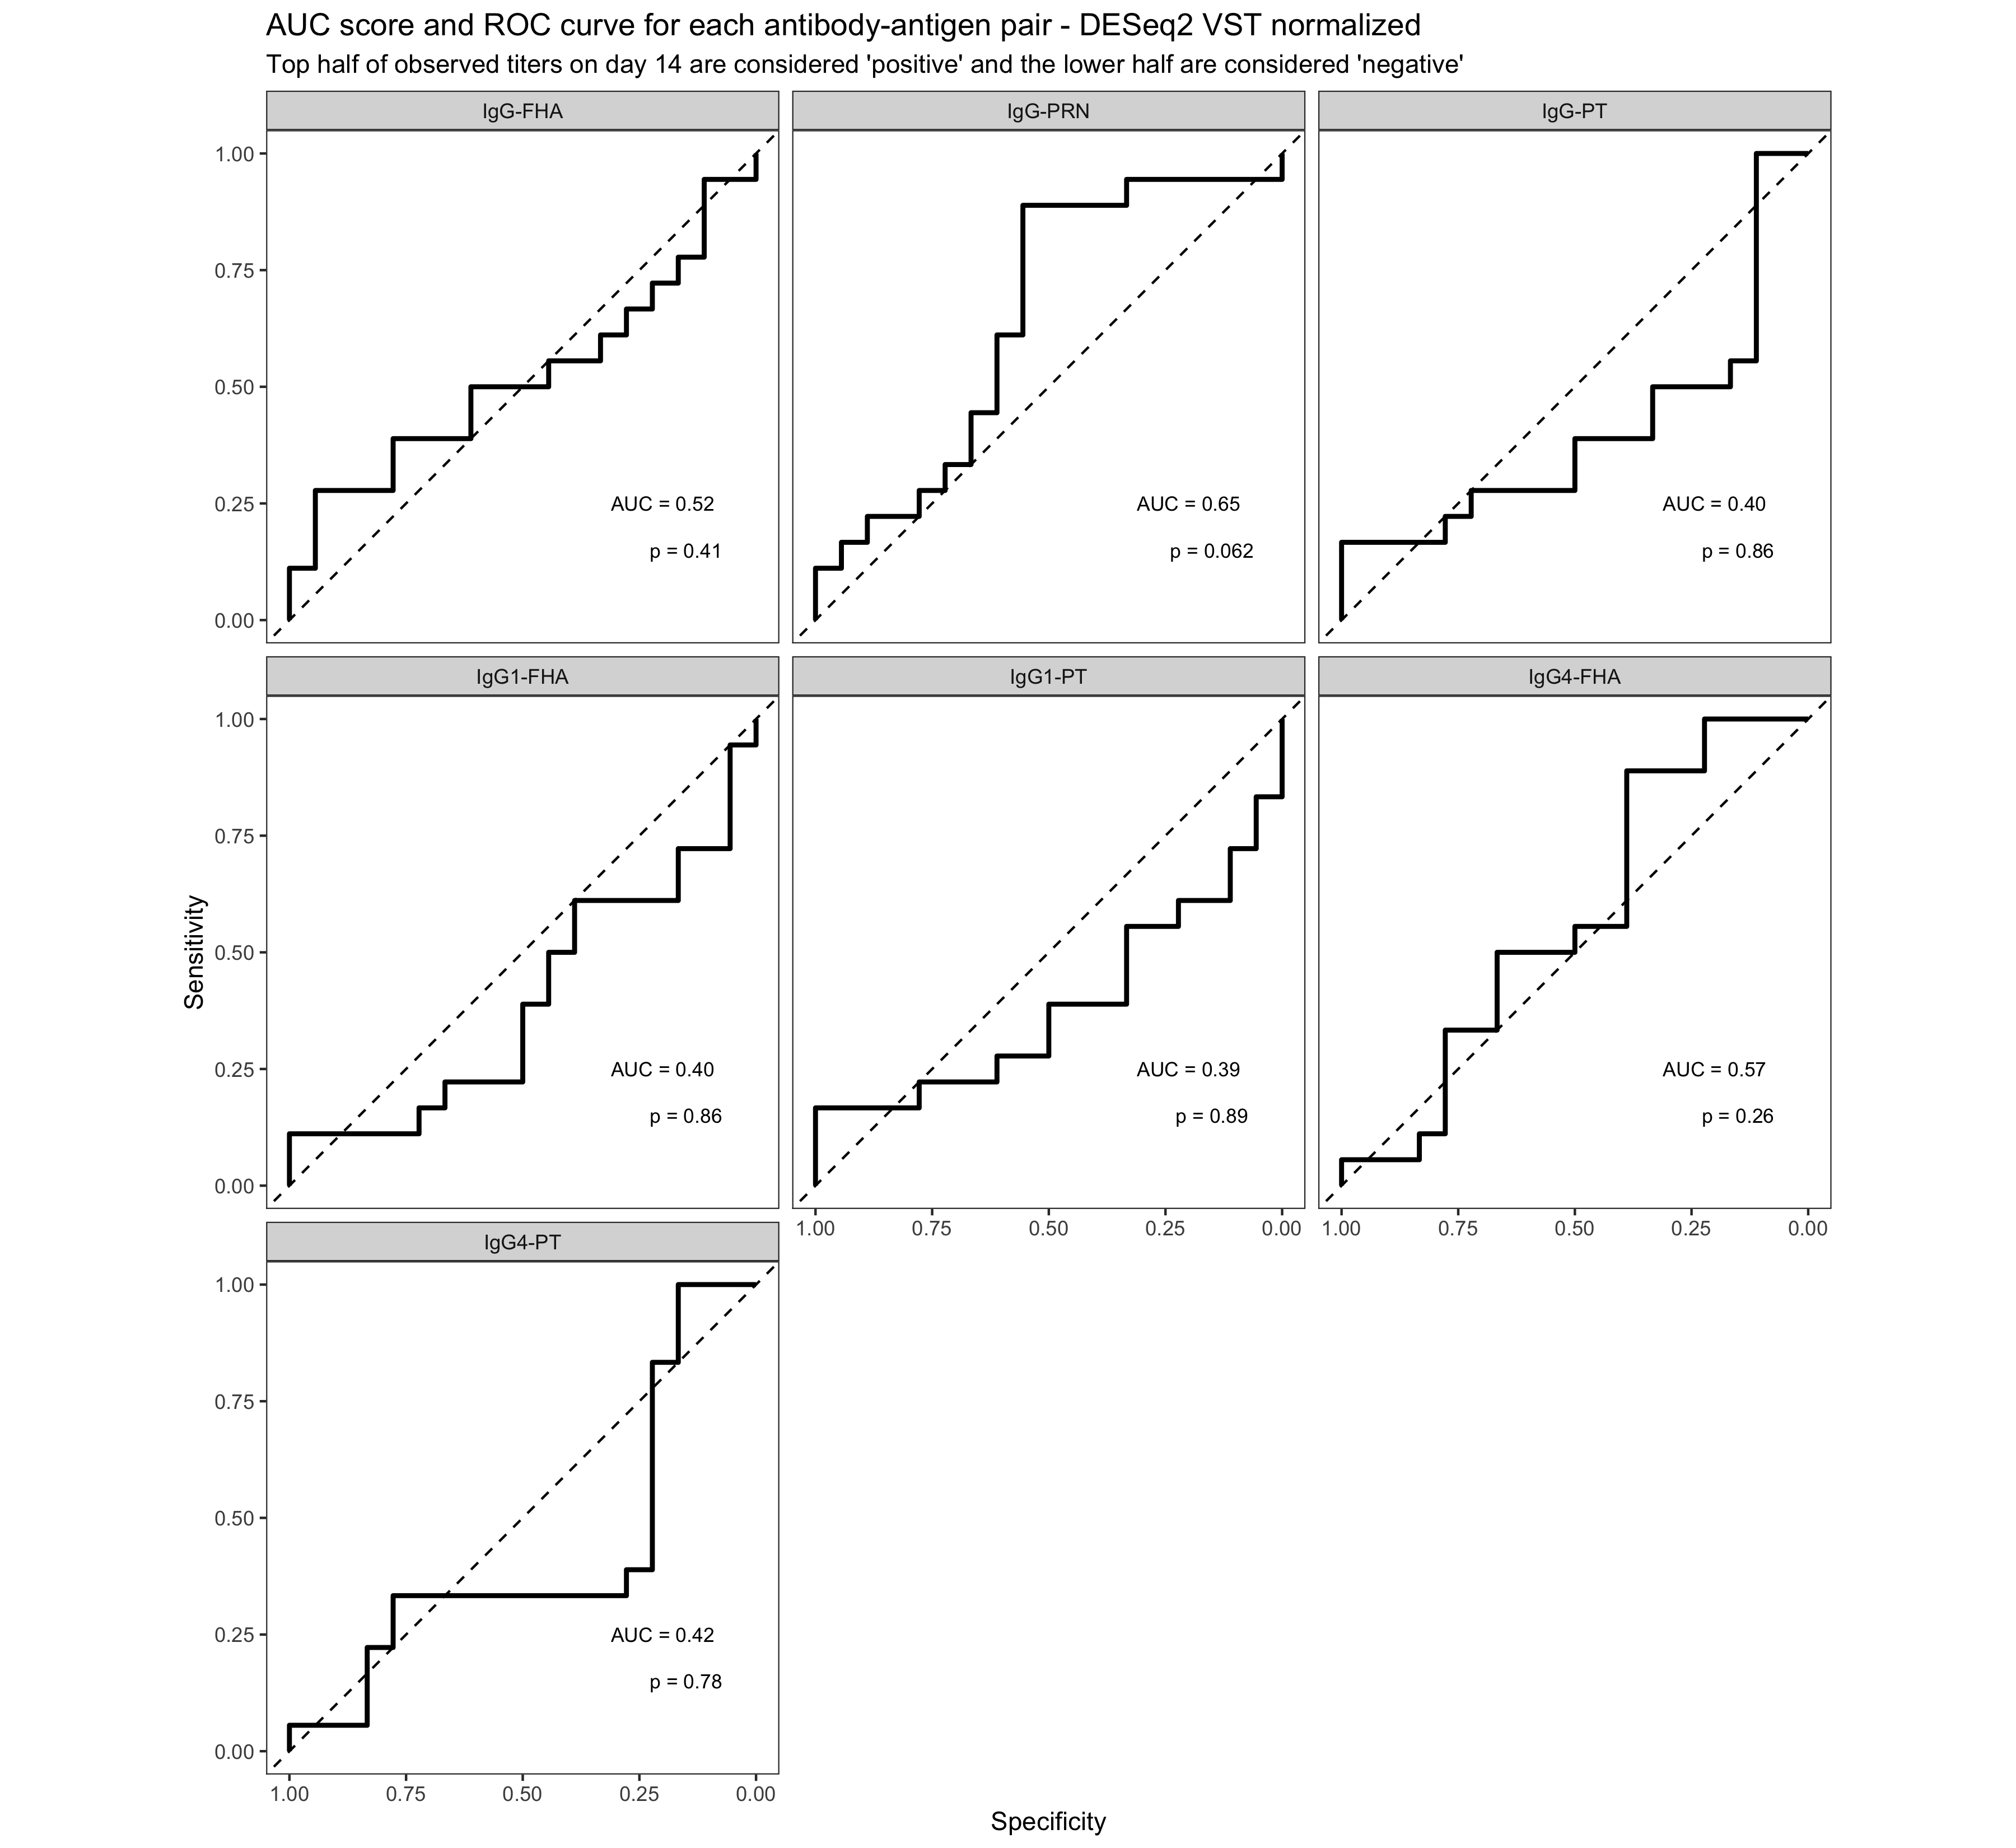 AUC score and ROC curve for each antibody-antigen pair - DESeq2 VST normalized
Top half of observed titers on day 14 are considered 'positive' and the lower half are considered 'negative'
IgG-FHA
IgG-PRN
IgG-PT
1.00
0.75
0.50
0.25
0.00
AUC = 0.52
p = 0.41
AUC = 0.65
p = 0.062
AUC = 0.40
p = 0.86
IgG1-FHA
IgG1-PT
IgG4-FHA
Sensitivity
1.00
0.75
0.50
0.25
0.00
AUC = 0.40
p = 0.86
AUC = 0.39
p = 0.89
AUC = 0.57
p = 0.26
1.00 0.75 0.50 0.25 0.00
1.00 0.75 0.50 0.25 0.00
IgG4-PT
1.00
0.75
0.50
0.25
0.00
AUC = 0.42
p = 0.78
1.00 0.75 0.50 0.25 0.00
Specificity